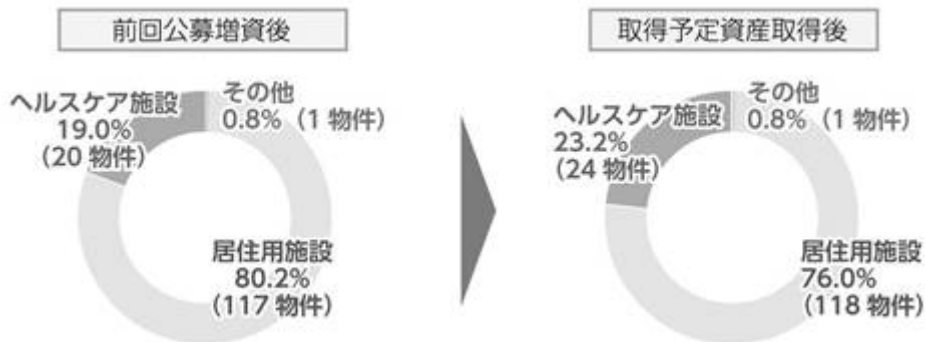 前回公募増資後
その他
0.8%（1 物件）
ヘルスケア施設
19.0%
（20 物件）
居住用施設
80.2%
（117 物件）
取得予定資産取得後
その他
0.8%（1 物件）
ヘルスケア施設
23.2%
（24 物件）
居住用施設
76.0%
（118 物件）